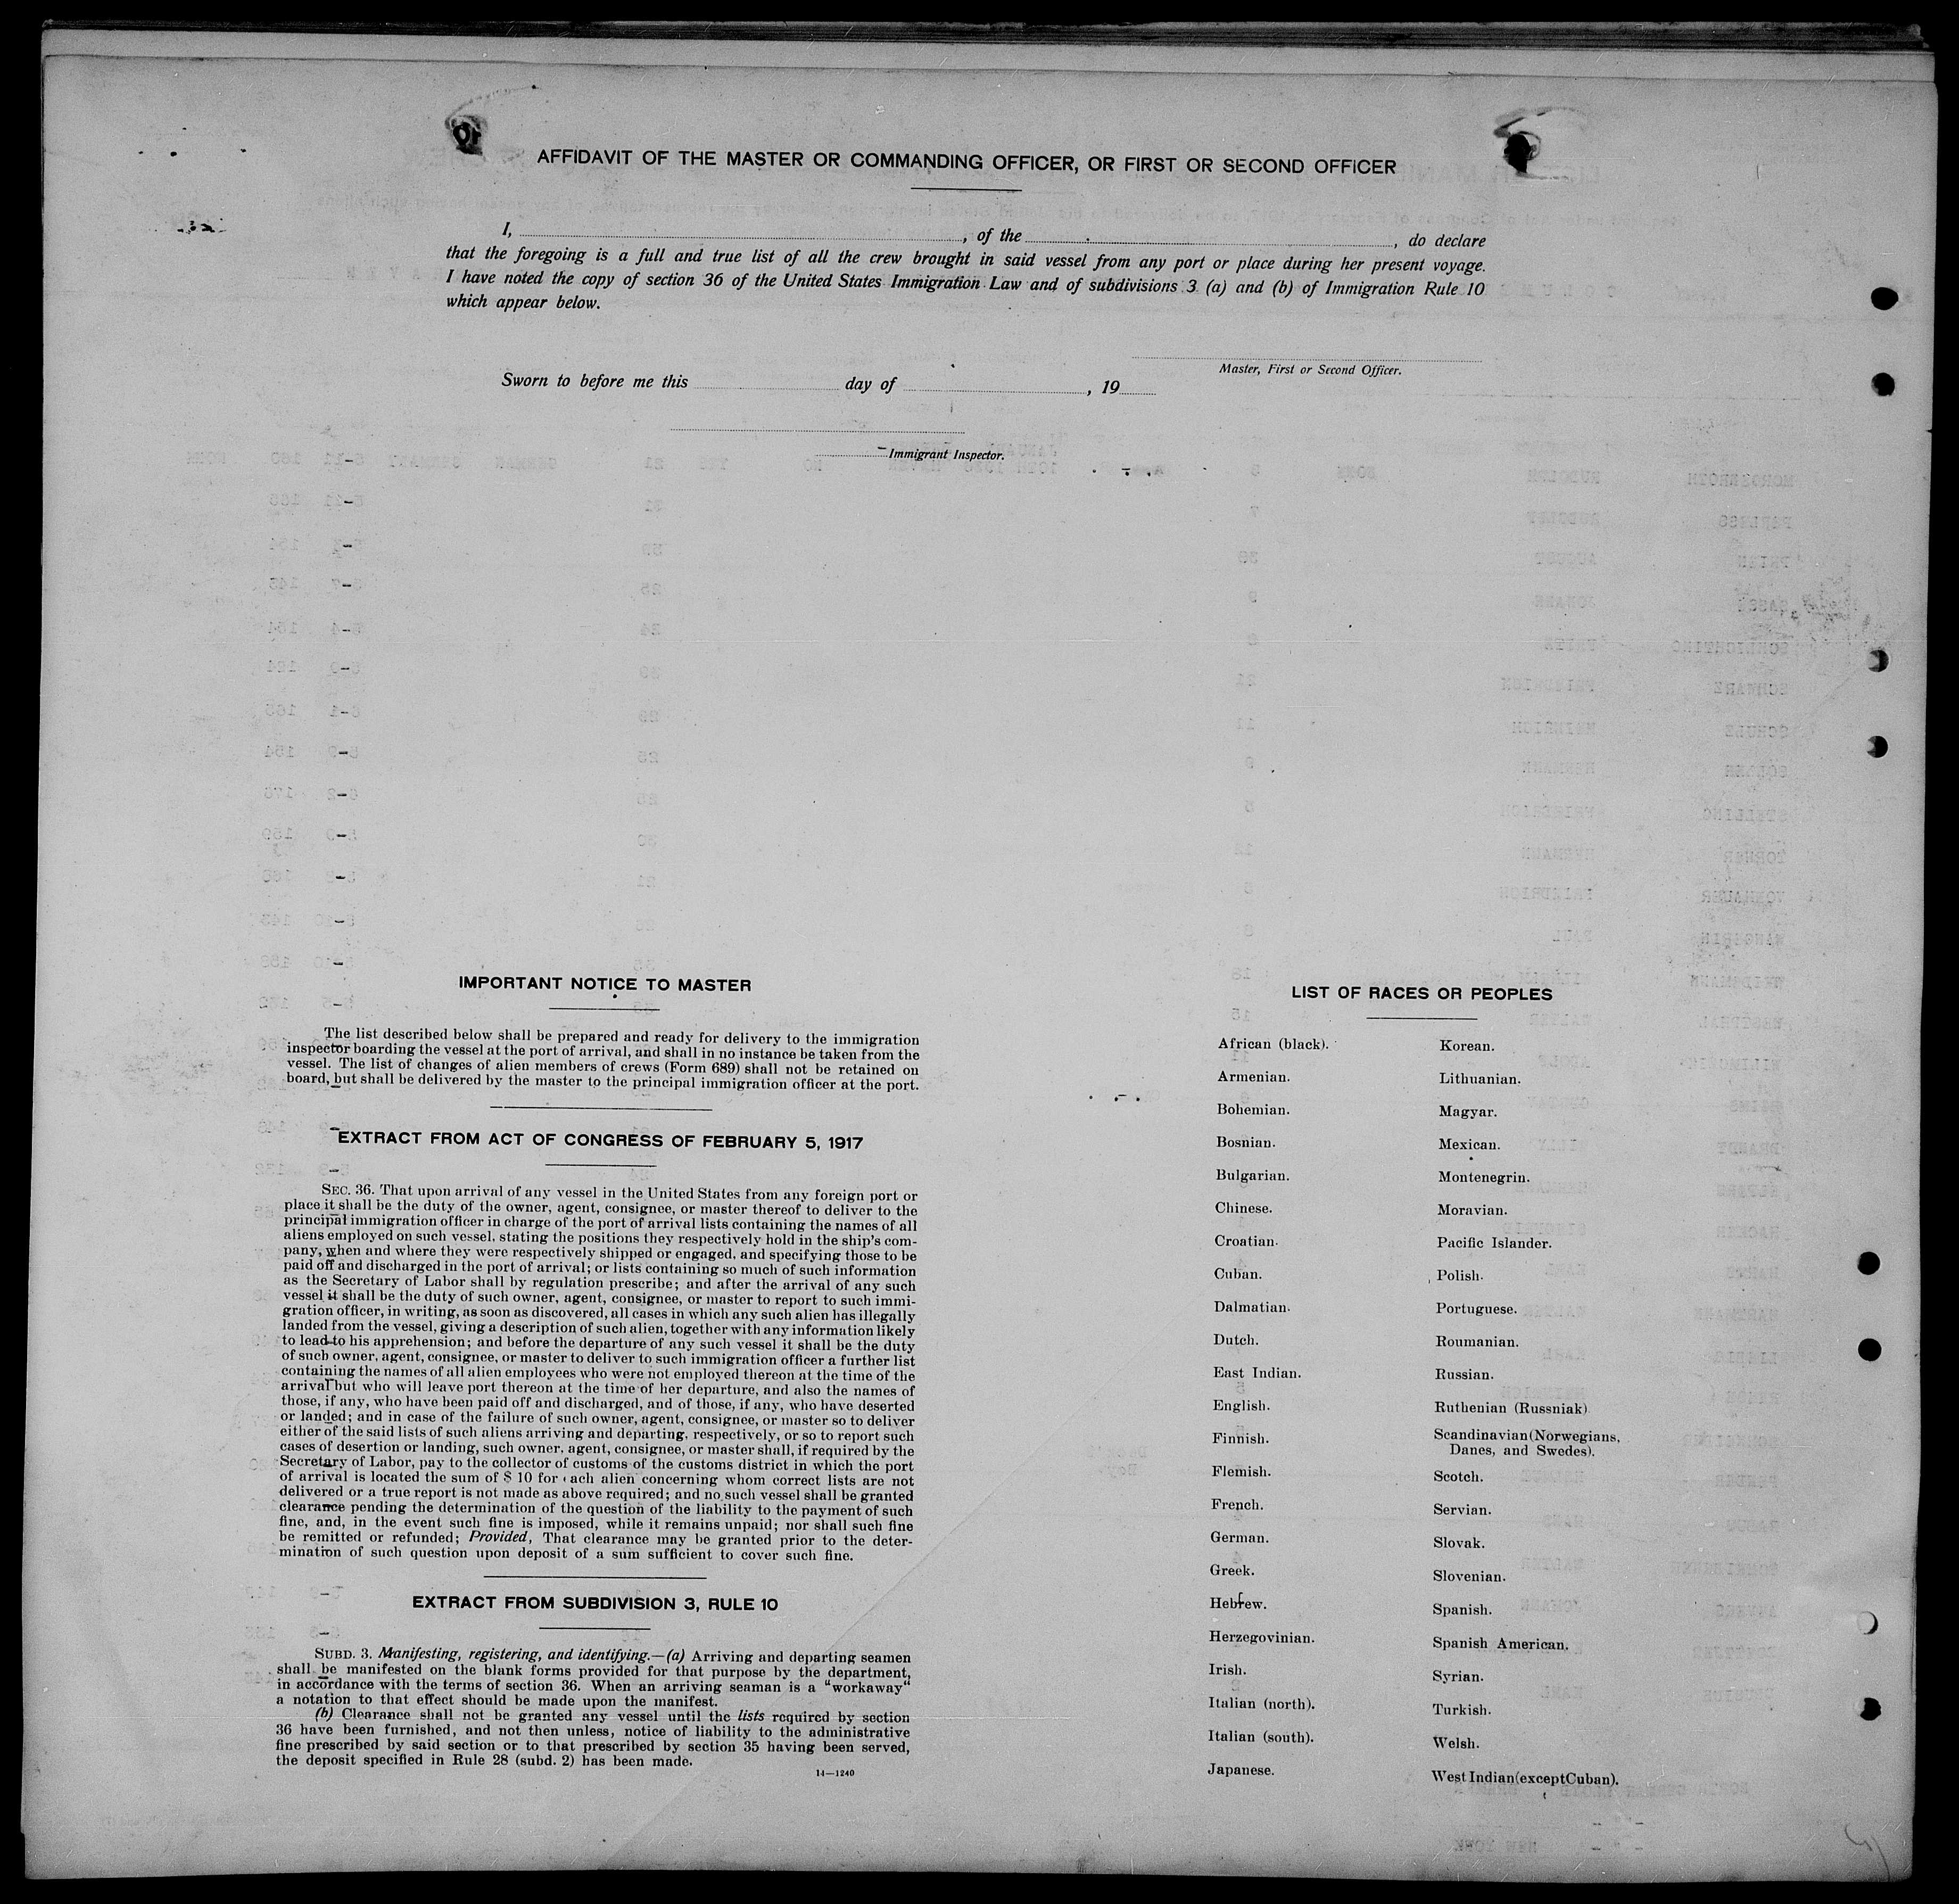 AFFIDAVIT OF THE MASTER OR COMMANDING OFFICER, OR FIRST OR SECOND OFFICER
I, , of the , do declare
that the foregoing is a full and true list of all the crew brought in said vessel from any port or place during her present voyage.
I have noted the copy of section 36 of the United States Immigration Law and of subdivisions 3 (a) and (b) of Immigration Rule 10
which appear below.
Master, First or Second Officer.
Sworn to before me this day of , 19
Immigrant Inspector.
IMPORTANT NOTICE TO MASTER
The list described below shall be prepared and ready for delivery to the immigration
inspector boarding the vessel at the port of arrival, and shall in no instance be taken from the
vessel. The list of changes of alien members of crews (Form 689) shall not be retained on
board, but shall be delivered by the master to the principal immigration officer at the port.
EXTRACT FROM ACT OF CONGRESS OF FEBRUARY 5, 1917
SEC. 36. That upon arrival of any vessel in the United States from any foreign port or
place it shall be the duty of the owner, agent, consignee, or master thereof to deliver to the
principal immigration officer in charge of the port of arrival lists containing the names of all
aliens employed on such vessel, stating the positions they respectively hold in the ship's com-
pany, when and where they were respectively shipped or engaged, and specifying those to be
paid off and discharged in the port of arrival; or lists containing so much of such information
as the Secretary of Labor shall by regulation prescribe; and after the arrival of any such
vessel it shall be the duty of such owner, agent, consignee, or master to report to such immi-
gration officer, in writing, as soon as discovered, all cases in which any such alien has illegally
landed from the vessel, giving a description of such alien, together with any information likely
to lead to his apprehension; and before the departure of any such vessel it shall be the duty
of such owner, agent, consignee, or master to deliver to such immigration officer a further list
containing the names of all alien employees who were not employed thereon at the time of the
arrival but who will leave port thereon at the time of her departure, and also the names of
those, if any, who have been paid off and discharged, and of those, if any, who have deserted
or landed; and in case of the failure of such owner, agent, consignee, or master so to deliver
either of the said lists of such aliens arriving and departing, respectively, or so to report such
cases of desertion or landing, such owner, agent, consignee, or master shall, if required by the
Secretary of Labor, pay to the collector of customs of the customs district in which the port
of arrival is located the sum of $ 10 for each alien concerning whom correct lists are not
delivered or a true report is not made as above required; and no such vessel shall be granted
clearance pending the determination of the question of the liability to the payment of such
fine, and, in the event such fine is imposed, while it remains unpaid; nor shall such fine
be remitted or refunded; Provided, That clearance may be granted prior to the deter-
mination of such question upon deposit of a sum sufficient to cover such fine.
EXTRACT FROM SUBDIVISION 3, RULE 10
SUBD. 3. Manifesting, registering, and identifying.—(a) Arriving and departing seamen
shall be manifested on the blank forms provided for that purpose by the department,
in accordance with the terms of section 36. When an arriving seaman is a "workaway"
a notation to that effect should be made upon the manifest.
(b) Clearance shall not be granted any vessel until the lists required by section
36 have been furnished, and not then unless, notice of liability to the administrative
fine prescribed by said section or to that prescribed by section 35 having been served,
the deposit specified in Rule 28 (subd. 2) has been made.
14—1240
LIST OF RACES OR PEOPLES
African (black).
Armenian.
Bohemian.
Bosnian.
Bulgarian.
Chinese.
Croatian.
Cuban.
Dalmatian.
Dutch.
East Indian.
English.
Finnish.
Flemish.
French.
German.
Greek.
Hebrew.
Herzegovinian.
Irish.
Italian (north).
Italian (south).
Japanese.
Korean.
Lithuanian.
Magyar.
Mexican.
Montenegrin.
Moravian.
Pacific Islander.
Polish.
Portuguese.
Roumanian.
Russian.
Ruthenian (Russniak)
Scandinavian (Norwegians,
Danes, and Swedes).
Scotch.
Servian.
Slovak.
Slovenian.
Spanish.
Spanish American.
Syrian.
Turkish.
Welsh.
West Indian (except Cuban).